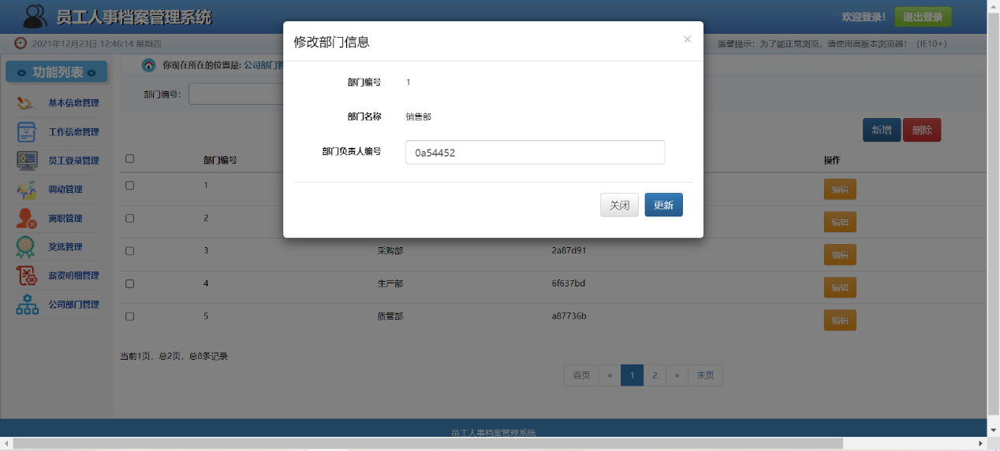 员工人事档案管理系统
欢迎登录！ 退出登录
2021年12月23日 12:46:14 星期四
温馨提示：为了能正常浏览，请使用高版本浏览器！（IE10+）
功能列表
基本信息管理
工作信息管理
员工登录管理
调动管理
离职管理
奖惩管理
薪资明细管理
公司部门管理
你现在所在的位置是: 公司部门管
部门编号：
新增 删除
部门编号 操作
1 编辑
2 编辑
3 采购部 2a87d91 编辑
4 生产部 6f637bd 编辑
5 质管部 a87736b 编辑
当前1页，总2页，总8条记录
首页 « 1 2 » 末页
修改部门信息 ×
部门编号 1
部门名称 销售部
部门负责人编号 0a54452
关闭 更新
员工人事档案管理系统